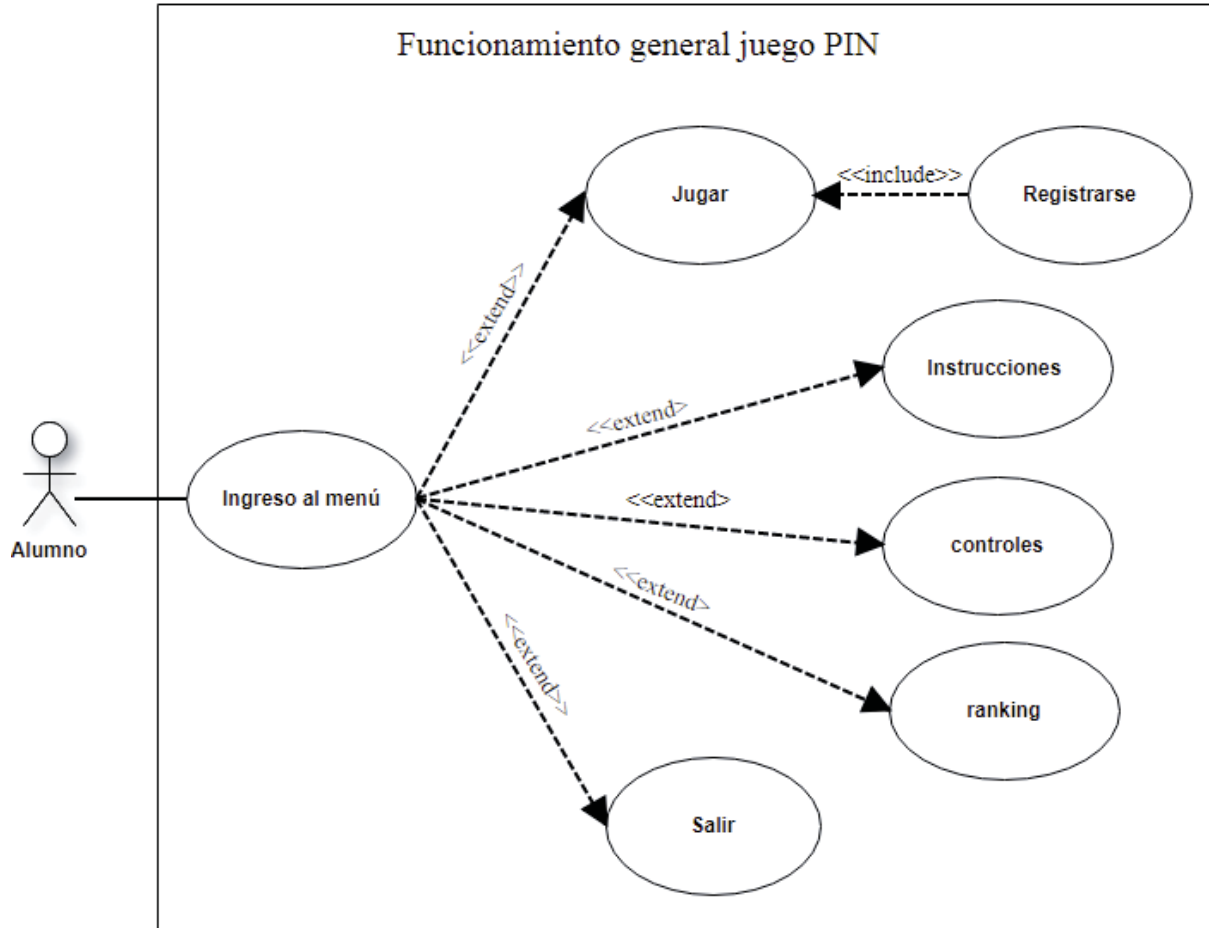 Funcionamiento general juego PIN
Jugar
<<include>>
Registrarse
<<extend>>
Instrucciones
<<extend>
Alumno
Ingreso al menú
<<extend>
controles
<<extend>
ranking
<<extend>>
Salir